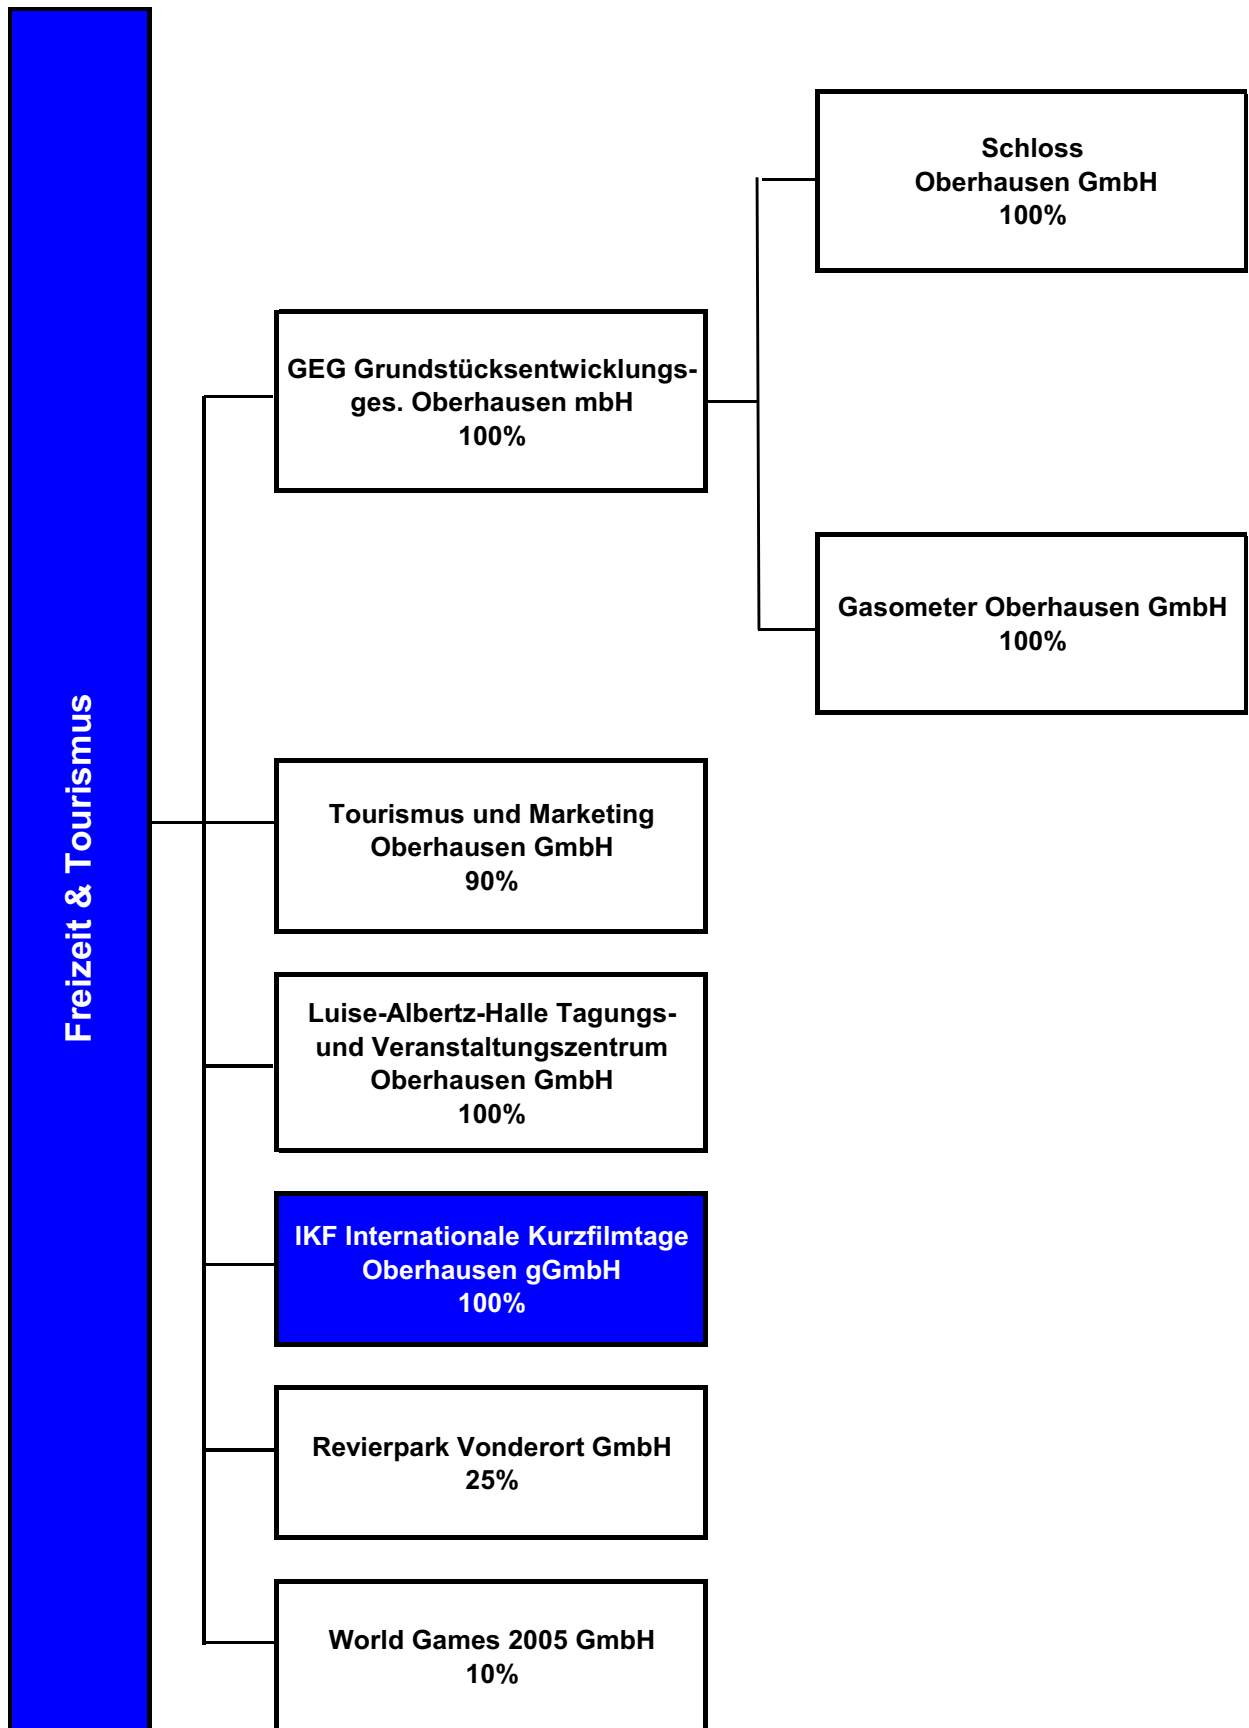 Freizeit & Tourismus
Schloss
Oberhausen GmbH
100%
GEG Grundstücksentwicklungs-
ges. Oberhausen mbH
100%
Gasometer Oberhausen GmbH
100%
Tourismus und Marketing
Oberhausen GmbH
90%
Luise-Albertz-Halle Tagungs-
und Veranstaltungszentrum
Oberhausen GmbH
100%
IKF Internationale Kurzfilmtage
Oberhausen gGmbH
100%
Revierpark Vonderort GmbH
25%
World Games 2005 GmbH
10%